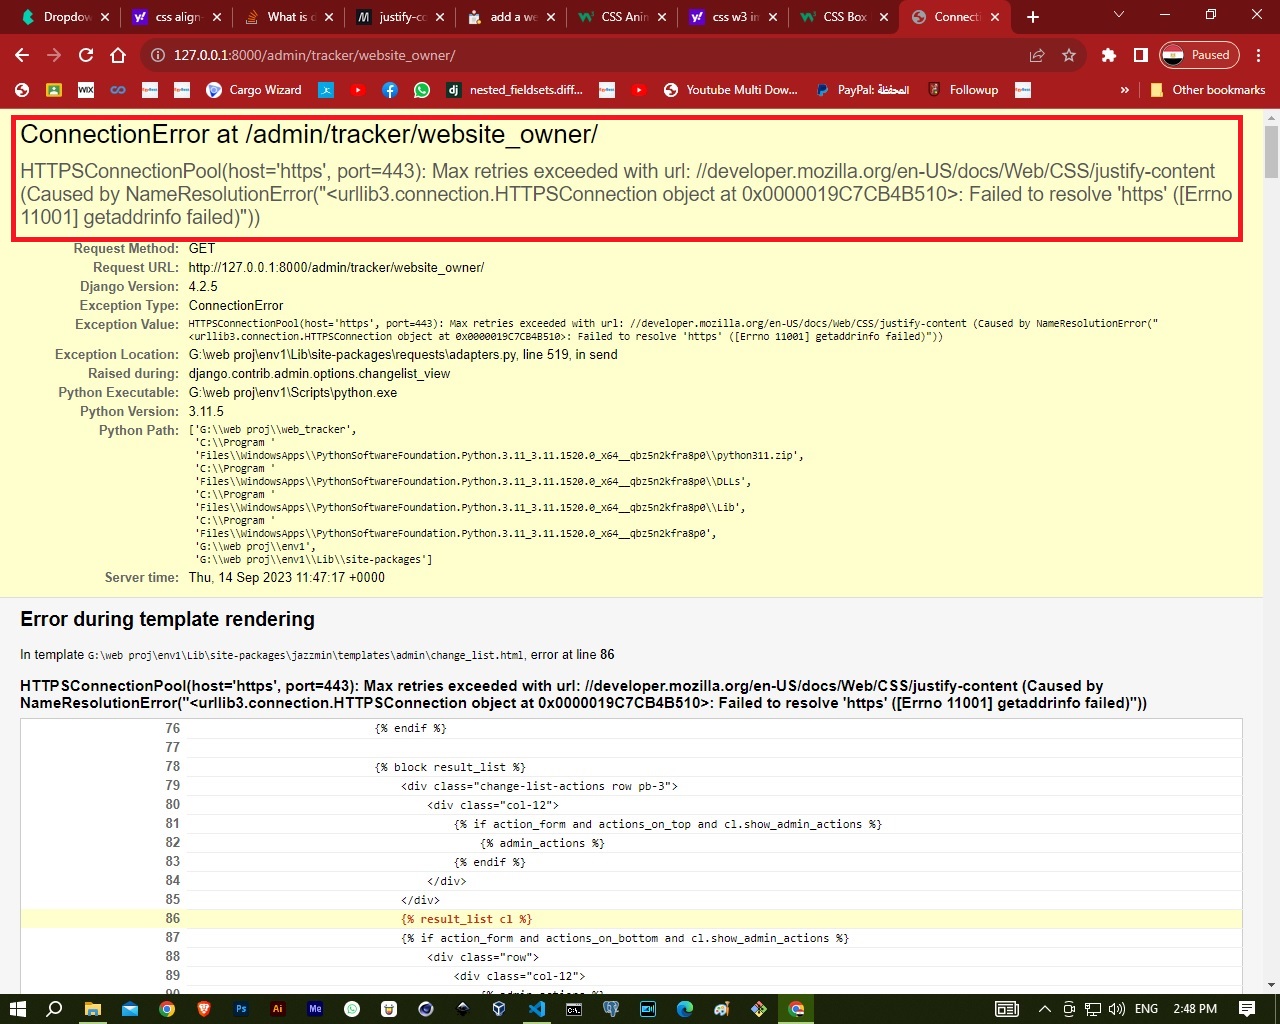 Dropdow
css align-
What is d
justify-co
add a we
CSS Anin
css w3 in
CSS Box
Connecti
127.0.0.1:8000/admin/tracker/website_owner/
Paused
WIX
Cargo Wizard
dj
nested_fieldsets.diff...
Youtube Multi Dow...
PayPal: المحفظة
Followup
»
Other bookmarks
ConnectionError at /admin/tracker/website_owner/
HTTPSConnectionPool(host='https', port=443): Max retries exceeded with url: //developer.mozilla.org/en-US/docs/Web/CSS/justify-content
(Caused by NameResolutionError("<urllib3.connection.HTTPSConnection object at 0x0000019C7CB4B510>: Failed to resolve 'https' ([Errno
11001] getaddrinfo failed)"))
Request Method: GET
Request URL: http://127.0.0.1:8000/admin/tracker/website_owner/
Django Version: 4.2.5
Exception Type: ConnectionError
Exception Value: HTTPSConnectionPool(host='https', port=443): Max retries exceeded with url: //developer.mozilla.org/en-US/docs/Web/CSS/justify-content (Caused by NameResolutionError("
<urllib3.connection.HTTPSConnection object at 0x0000019C7CB4B510>: Failed to resolve 'https' ([Errno 11001] getaddrinfo failed)"))
Exception Location: G:\web proj\env1\Lib\site-packages\requests\adapters.py, line 519, in send
Raised during: django.contrib.admin.options.changelist_view
Python Executable: G:\web proj\env1\Scripts\python.exe
Python Version: 3.11.5
Python Path: ['G:\\web proj\\web_tracker',
'C:\\Program '
'Files\\WindowsApps\\PythonSoftwareFoundation.Python.3.11_3.11.1520.0_x64__qbz5n2kfra8p0\\python311.zip',
'C:\\Program '
'Files\\WindowsApps\\PythonSoftwareFoundation.Python.3.11_3.11.1520.0_x64__qbz5n2kfra8p0\\DLLs',
'C:\\Program '
'Files\\WindowsApps\\PythonSoftwareFoundation.Python.3.11_3.11.1520.0_x64__qbz5n2kfra8p0\\Lib',
'C:\\Program '
'Files\\WindowsApps\\PythonSoftwareFoundation.Python.3.11_3.11.1520.0_x64__qbz5n2kfra8p0',
'G:\\web proj\\env1',
'G:\\web proj\\env1\\Lib\\site-packages']
Server time: Thu, 14 Sep 2023 11:47:17 +0000
Error during template rendering
In template G:\web proj\env1\Lib\site-packages\jazzmin\templates\admin\change_list.html, error at line 86
HTTPSConnectionPool(host='https', port=443): Max retries exceeded with url: //developer.mozilla.org/en-US/docs/Web/CSS/justify-content (Caused by
NameResolutionError("<urllib3.connection.HTTPSConnection object at 0x0000019C7CB4B510>: Failed to resolve 'https' ([Errno 11001] getaddrinfo failed)"))
76 {% endif %}
77
78 {% block result_list %}
79 <div class="change-list-actions row pb-3">
80 <div class="col-12">
81 {% if action_form and actions_on_top and cl.show_admin_actions %}
82 {% admin_actions %}
83 {% endif %}
84 </div>
85 </div>
86 {% result_list cl %}
87 {% if action_form and actions_on_bottom and cl.show_admin_actions %}
88 <div class="row">
89 <div class="col-12">
90 {% admin_actions %}
Ps
Ai
Me
ENG
2:48 PM